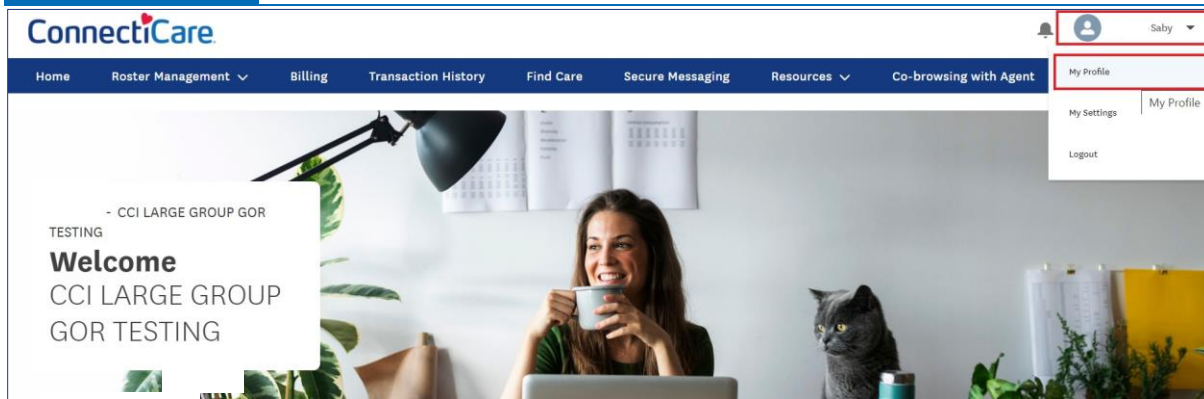 ConnectiCare
Saby
Home Roster Management Billing Transaction History Find Care Secure Messaging Resources Co-browsing with Agent
My Profile
My Profile
My Settings
Logout
- CCI LARGE GROUP GOR
TESTING
Welcome
CCI LARGE GROUP
GOR TESTING